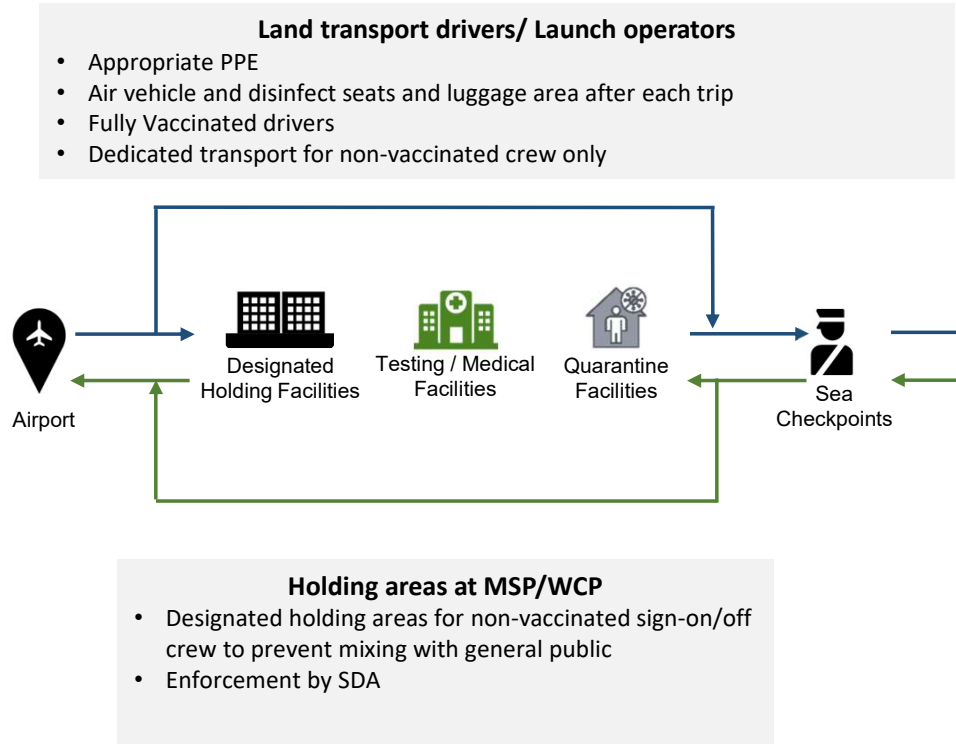 Land transport drivers/ Launch operators
• Appropriate PPE
• Air vehicle and disinfect seats and luggage area after each trip
• Fully Vaccinated drivers
• Dedicated transport for non-vaccinated crew only
Airport
Designated
Holding Facilities
Testing / Medical
Facilities
Quarantine
Facilities
Sea
Checkpoints
Holding areas at MSP/WCP
• Designated holding areas for non-vaccinated sign-on/off
crew to prevent mixing with general public
• Enforcement by SDA